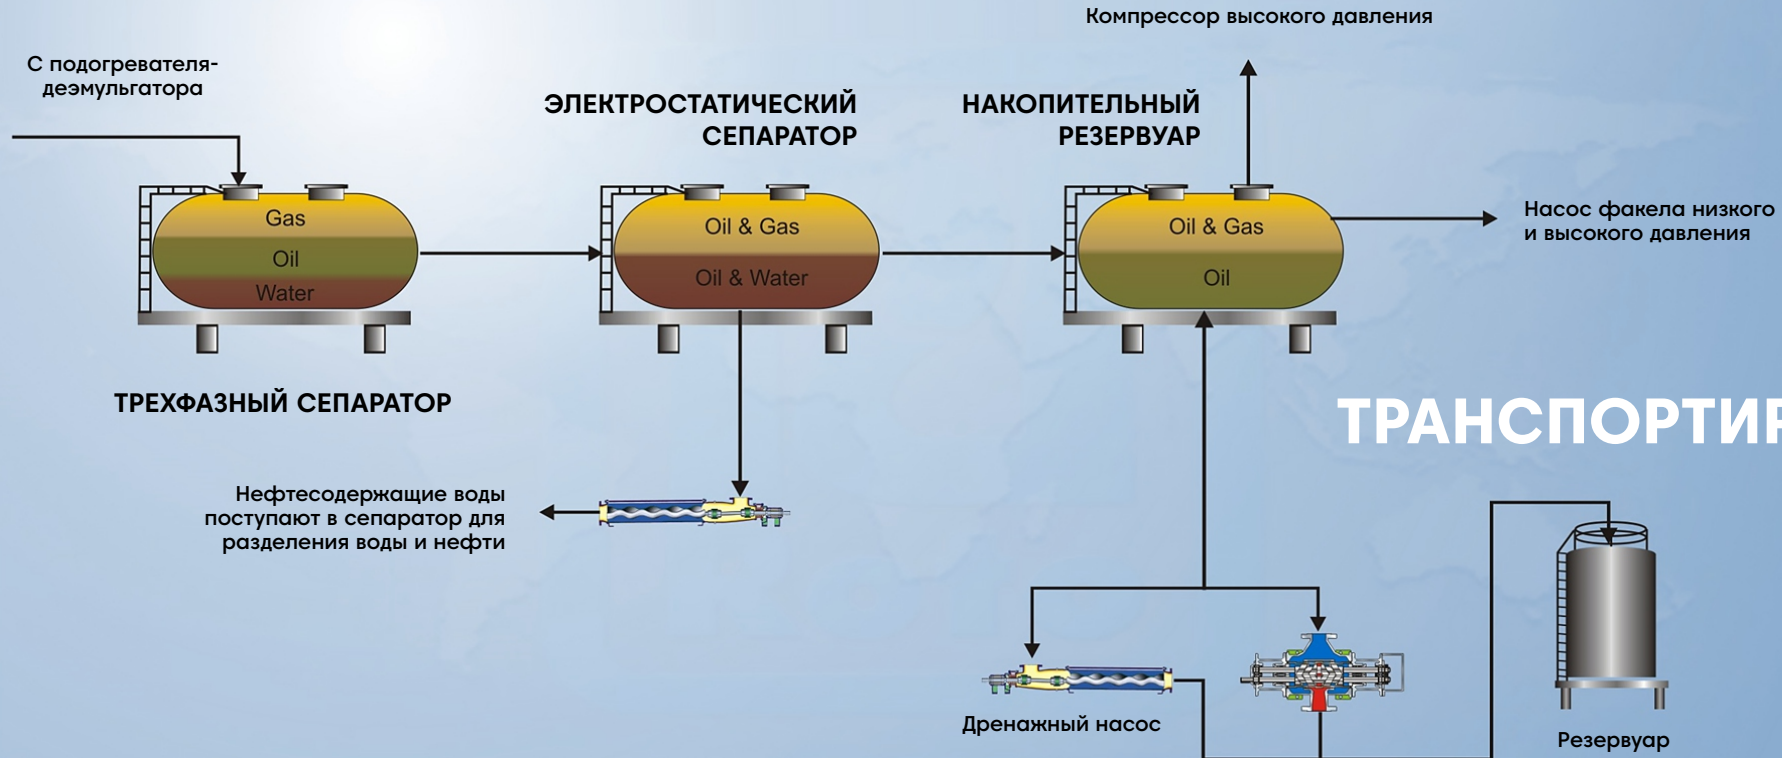 Компрессор высокого давления
С подогревателя-
деэмульгатора
ЭЛЕКТРОСТАТИЧЕСКИЙ
СЕПАРАТОР
НАКОПИТЕЛЬНЫЙ
РЕЗЕРВУАР
Gas
Oil
Water
Oil & Gas
Oil & Water
Oil & Gas
Oil
Насос факела низкого
и высокого давления
ТРЕХФАЗНЫЙ СЕПАРАТОР
ТРАНСПОРТИР
Нефтесодержащие воды
поступают в сепаратор для
разделения воды и нефти
Дренажный насос
Резервуар